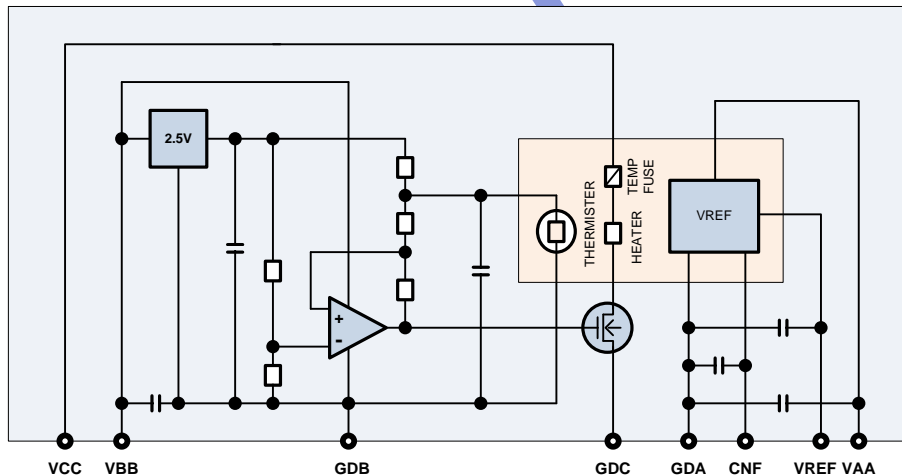 2.5V
TEMP
FUSE
THERMISTER
HEATER
VREF
+
-
VCC VBB GDB GDC GDA CNF VREF VAA